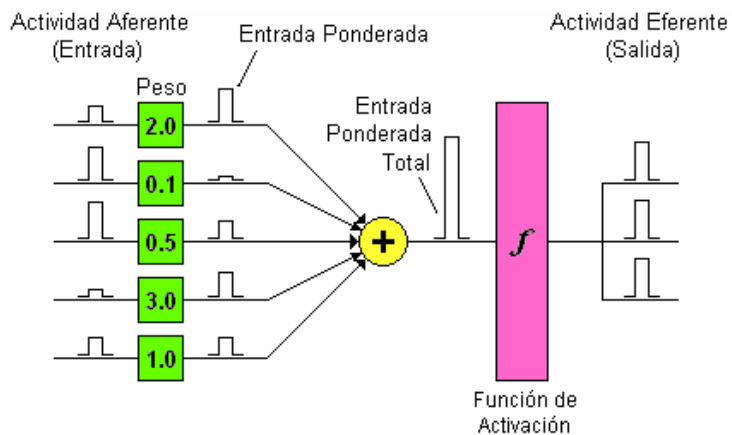 Actividad Aferente
(Entrada)
Entrada Ponderada
Actividad Eferente
(Salida)
Peso
2.0
0.1
0.5
3.0
1.0
+
Entrada
Ponderada
Total
f
Función de
Activación